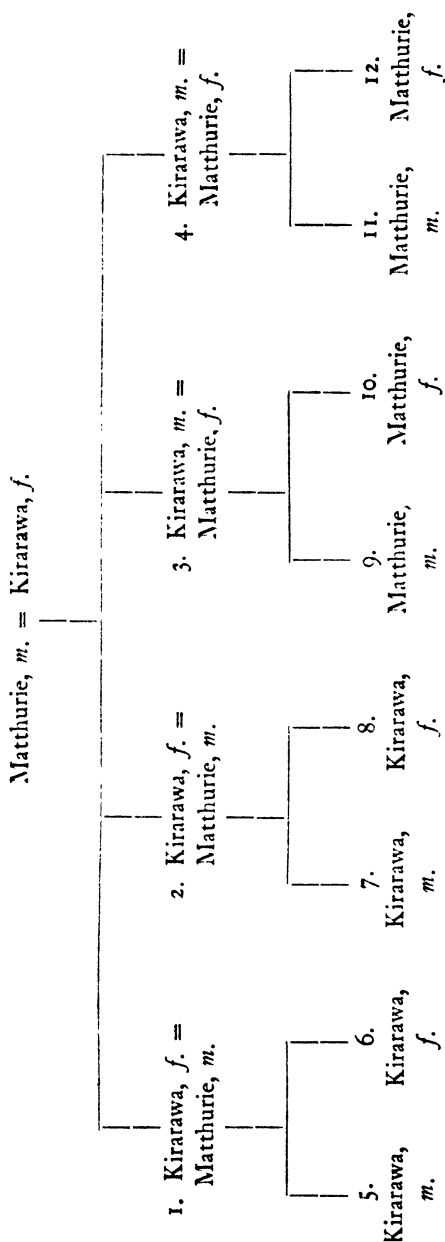 Matthurie, m. = Kirarawa, f.
1. Kirarawa, f. =
Matthurie, m.
2. Kirarawa, f. =
Matthurie, m.
3. Kirarawa, m. =
Matthurie, f.
4. Kirarawa, m. =
Matthurie, f.
5.
Kirarawa,
m.
6.
Kirarawa,
f.
7.
Kirarawa,
m.
8.
Kirarawa,
f.
9.
Matthurie,
m.
10.
Matthurie,
f.
11.
Matthurie,
m.
12.
Matthurie,
f.